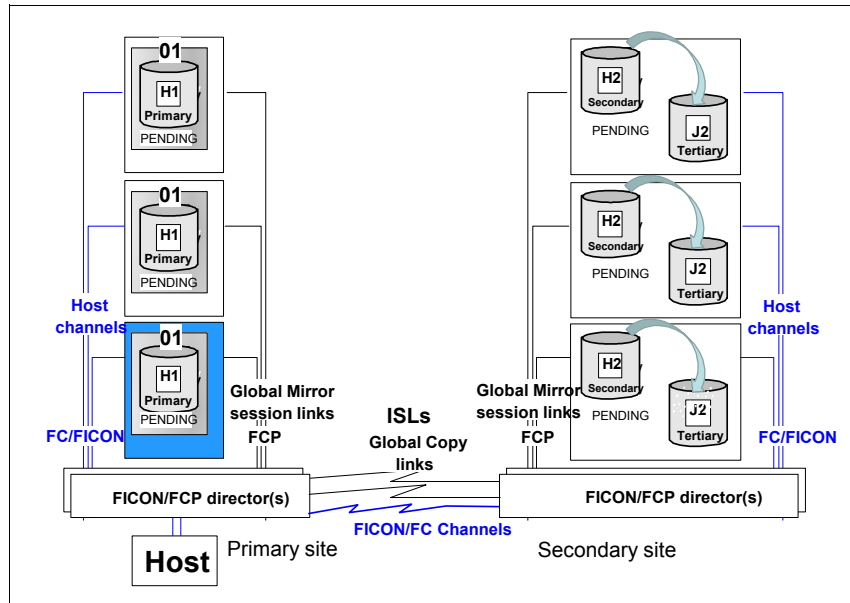 01
H1
Primary
PENDING
01
H1
Primary
PENDING
01
H1
Primary
PENDING
Host
channels
FC/FICON
Global Mirror
session links
FCP
ISLs
Global Copy
links
FICON/FCP director(s)
FICON/FC Channels
Host
Primary site
H2
Secondary
PENDING
J2
Tertiary
H2
Secondary
PENDING
J2
Tertiary
H2
Secondary
PENDING
J2
Tertiary
Global Mirror
session links
FCP
Host
channels
FC/FICON
FICON/FCP director(s)
Secondary site